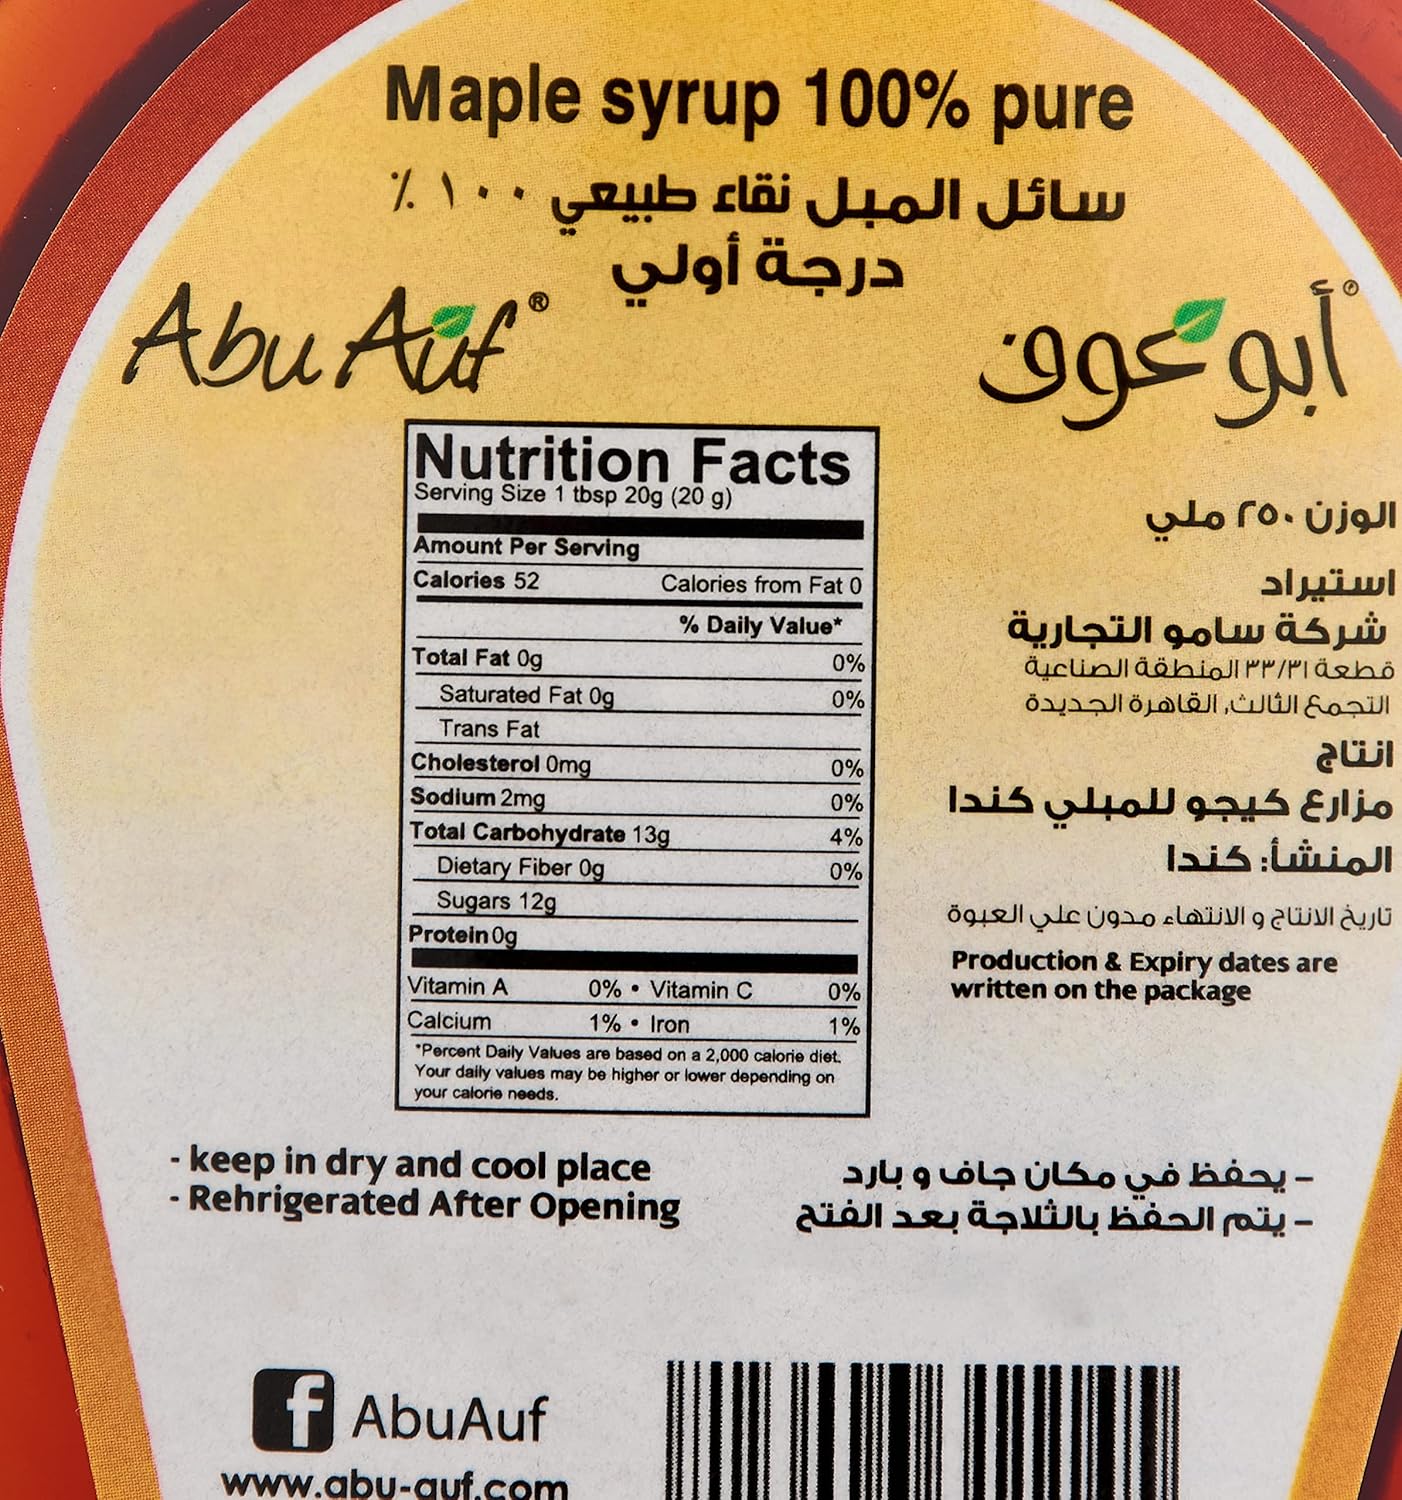 Maple syrup 100% pure
سائل المبل نقاء طبيعي ١٠٠ ٪
درجة أولي
Abu Auf®
أبو عوف®
Nutrition Facts
Serving Size 1 tbsp 20g (20 g)
Amount Per Serving
Calories 52 Calories from Fat 0
% Daily Value*
Total Fat 0g 0%
Saturated Fat 0g 0%
Trans Fat
Cholesterol 0mg 0%
Sodium 2mg 0%
Total Carbohydrate 13g 4%
Dietary Fiber 0g 0%
Sugars 12g
Protein 0g
Vitamin A 0% • Vitamin C 0%
Calcium 1% • Iron 1%
*Percent Daily Values are based on a 2,000 calorie diet.
Your daily values may be higher or lower depending on
your calorie needs.
الوزن ٢٥٠ ملي
استيراد
شركة سامو التجارية
قطعة ٣٣/٣١ المنطقة الصناعية
التجمع الثالث, القاهرة الجديدة
انتاج
مزارع كيجو للمبلي كندا
المنشأ: كندا
تاريخ الانتاج و الانتهاء مدون علي العبوة
Production & Expiry dates are
written on the package
- keep in dry and cool place
- Rehrigerated After Opening
- يحفظ في مكان جاف و بارد
- يتم الحفظ بالثلاجة بعد الفتح
f AbuAuf
www.abu-auf.com